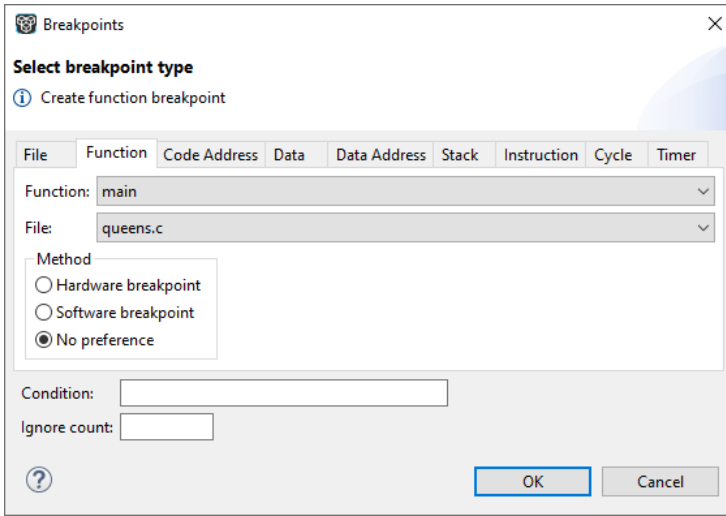 Breakpoints
Select breakpoint type
Create function breakpoint
File Function Code Address Data Data Address Stack Instruction Cycle Timer
Function: main
File: queens.c
Method
Hardware breakpoint
Software breakpoint
No preference
Condition:
Ignore count:
? OK Cancel